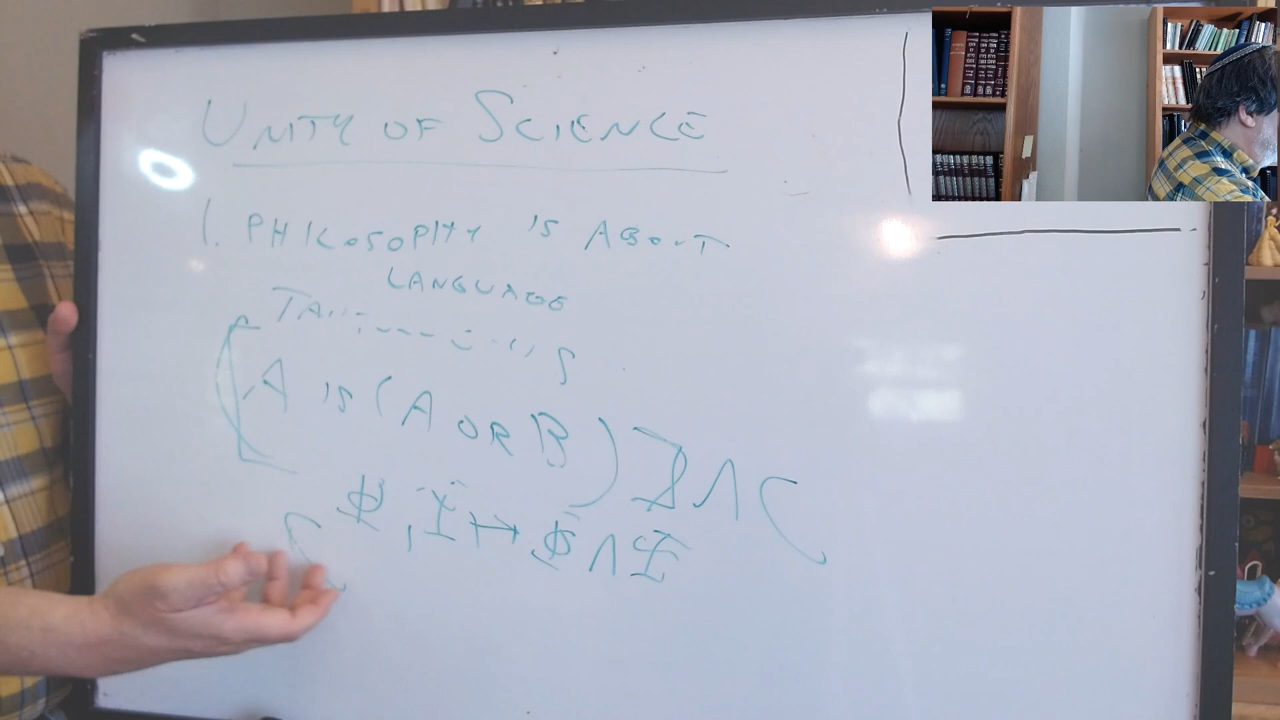 UNITY OF SCIENCE
1. PHILOSOPHY IS ABOUT
LANGUAGE
A IS (A OR B)
Φ, Ψ ↦ Φ ∧ Ψ